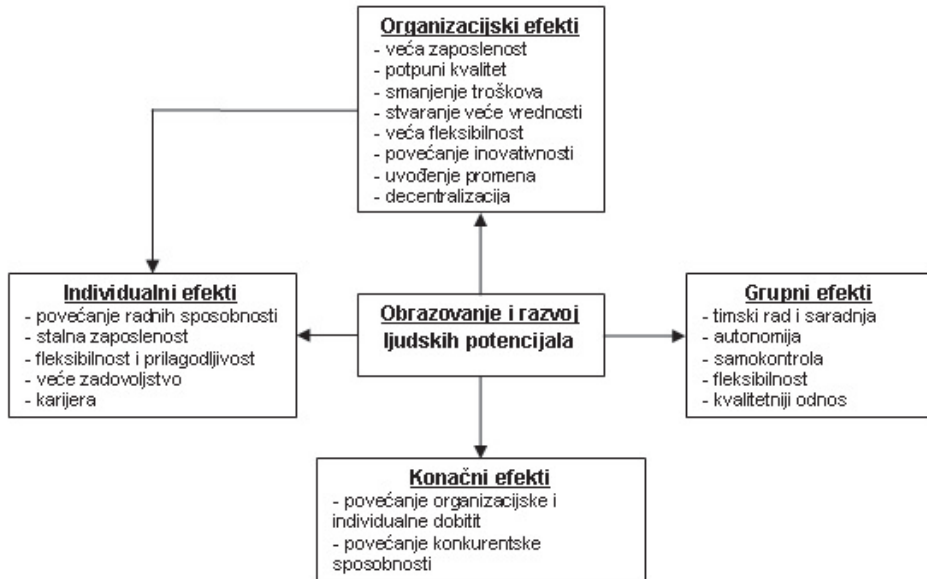 Organizacijski efekti
- veća zaposlenost
- potpuni kvalitet
- smanjenje troškova
- stvaranje veće vrednosti
- veća fleksibilnost
- povećanje inovativnosti
- uvođenje promena
- decentralizacija
Individualni efekti
- povećanje radnih sposobnosti
- stalna zaposlenost
- fleksibilnost i prilagodljivost
- veće zadovoljstvo
- karijera
Obrazovanje i razvoj
ljudskih potencijala
Grupni efekti
- timski rad i saradnja
- autonomija
- samokontrola
- fleksibilnost
- kvalitetniji odnos
Konačni efekti
- povećanje organizacijske i
individualne dobitit
- povećanje konkurentske
sposobnosti